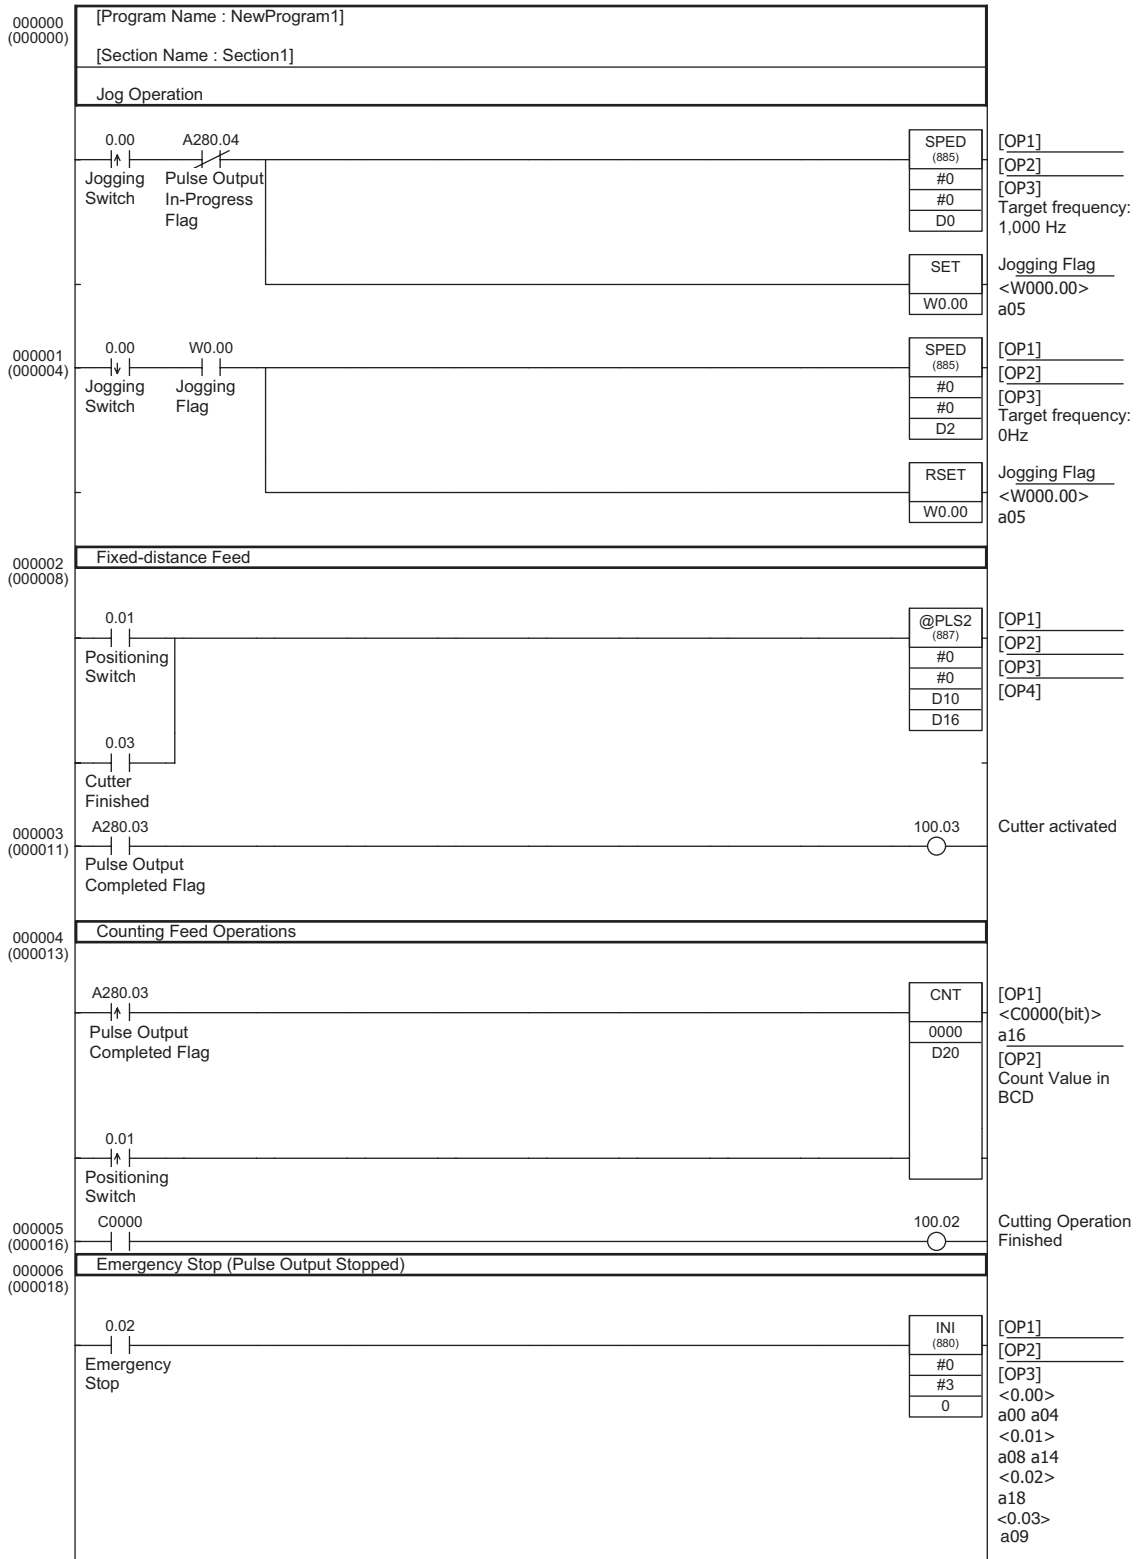 000000
(000000)
[Program Name : NewProgram1]
[Section Name : Section1]
Jog Operation
0.00
A280.04
Jogging
Switch
Pulse Output
In-Progress
Flag
SPED
(885)
#0
#0
D0
[OP1]
[OP2]
[OP3]
Target frequency:
1,000 Hz
SET
W0.00
Jogging Flag
<W000.00>
a05
000001
(000004)
0.00
W0.00
Jogging
Switch
Jogging
Flag
SPED
(885)
#0
#0
D2
[OP1]
[OP2]
[OP3]
Target frequency:
0Hz
RSET
W0.00
Jogging Flag
<W000.00>
a05
000002
(000008)
Fixed-distance Feed
0.01
Positioning
Switch
@PLS2
(887)
#0
#0
D10
D16
[OP1]
[OP2]
[OP3]
[OP4]
0.03
Cutter
Finished
000003
(000011)
A280.03
Pulse Output
Completed Flag
100.03
Cutter activated
000004
(000013)
Counting Feed Operations
A280.03
Pulse Output
Completed Flag
CNT
0000
D20
[OP1]
<C0000(bit)>
a16
[OP2]
Count Value in
BCD
0.01
Positioning
Switch
000005
(000016)
C0000
100.02
Cutting Operation
Finished
000006
(000018)
Emergency Stop (Pulse Output Stopped)
0.02
Emergency
Stop
INI
(880)
#0
#3
0
[OP1]
[OP2]
[OP3]
<0.00>
a00 a04
<0.01>
a08 a14
<0.02>
a18
<0.03>
a09